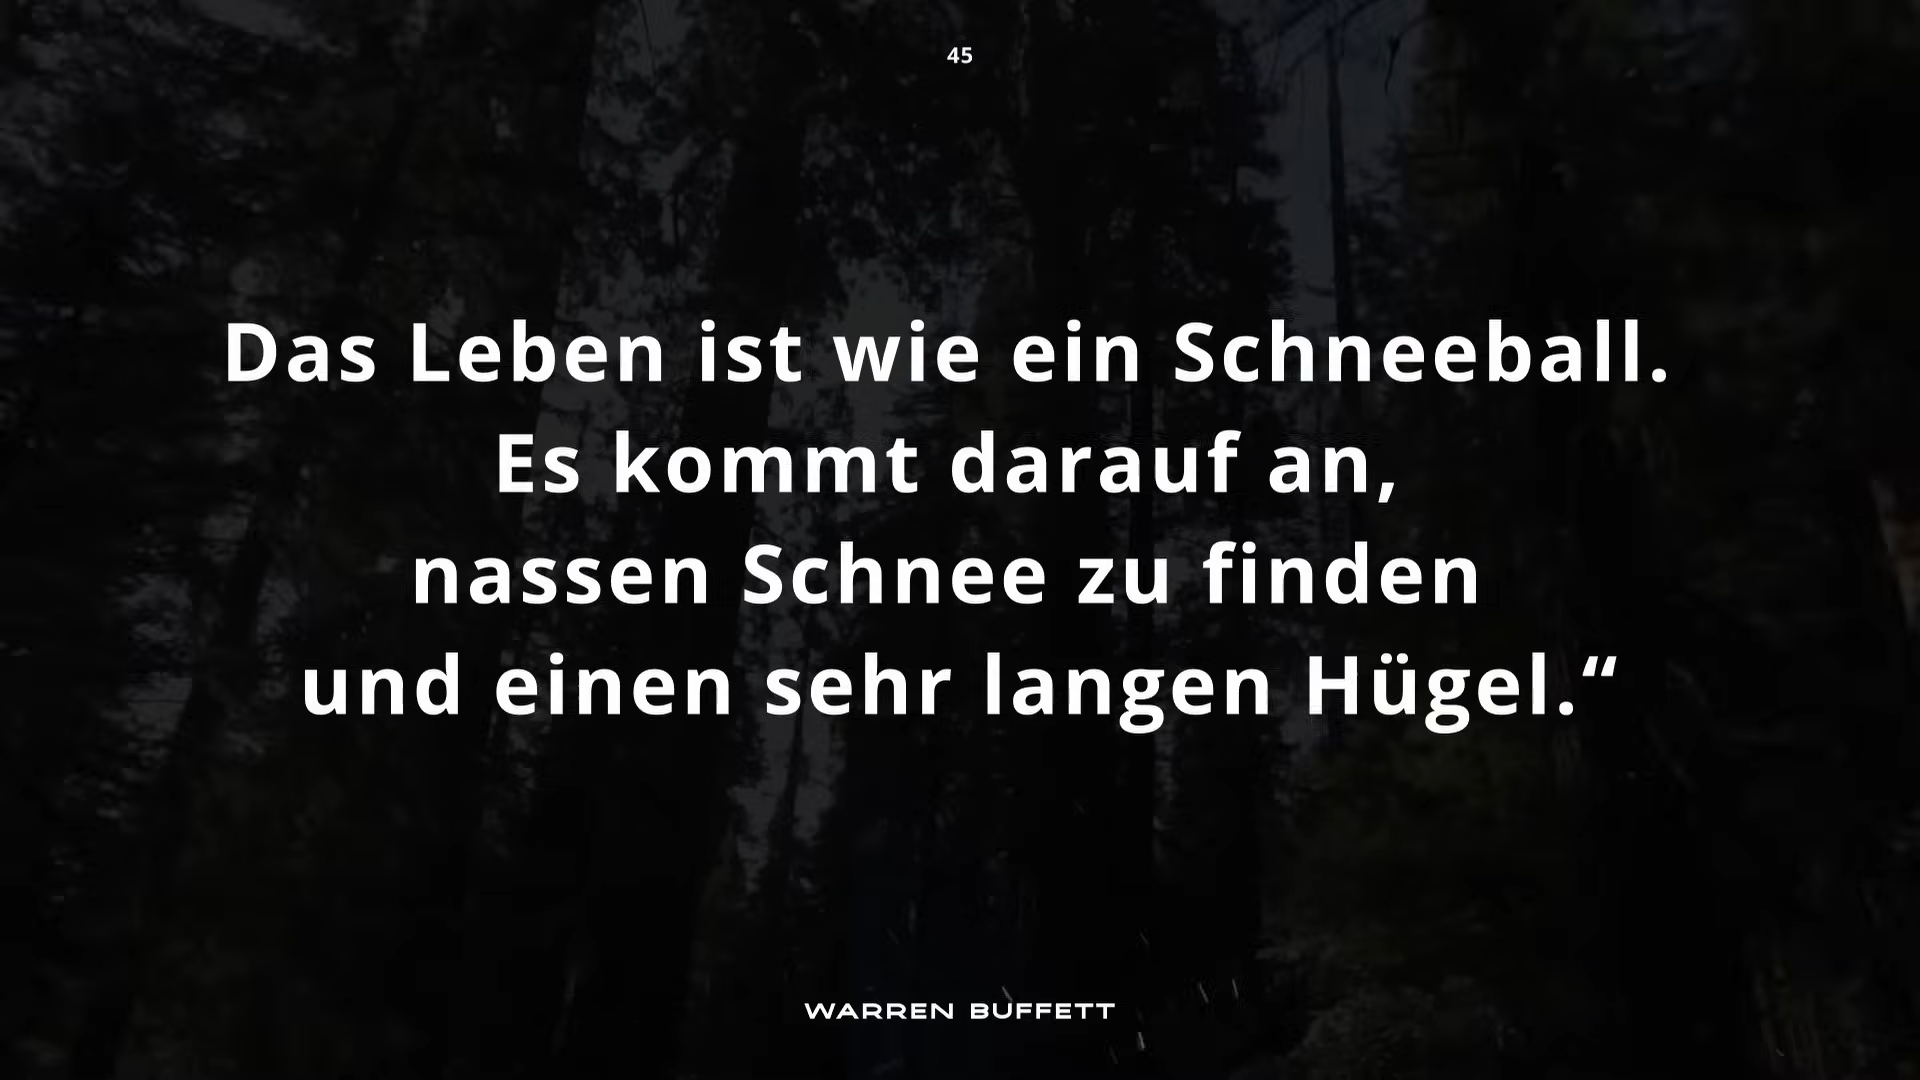 45
Das Leben ist wie ein Schneeball.
Es kommt darauf an,
nassen Schnee zu finden
und einen sehr langen Hügel.“
WARREN BUFFETT